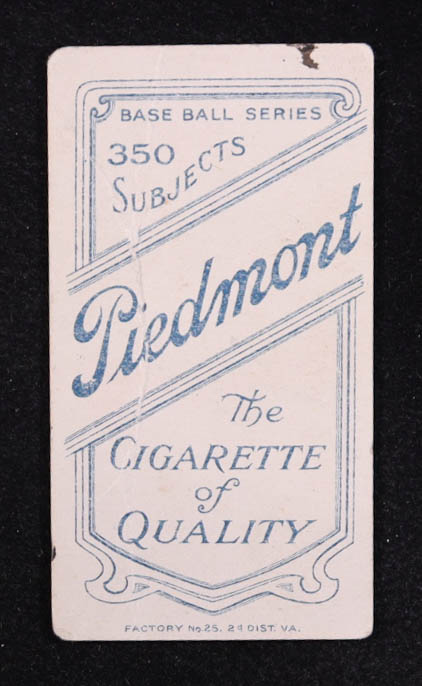 BASE BALL SERIES
350
SUBJECTS
Piedmont
The
CIGARETTE
of
QUALITY
FACTORY No. 25. 2d DIST. VA.